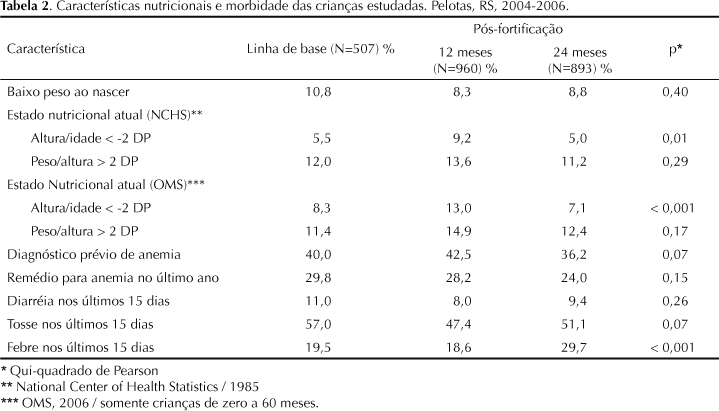 Tabela 2. Características nutricionais e morbidade das crianças estudadas. Pelotas, RS, 2004-2006.
Característica Linha de base (N=507) % Pós-fortificação p*
12 meses (N=960) % 24 meses (N=893) %
Baixo peso ao nascer 10,8 8,3 8,8 0,40
Estado nutricional atual (NCHS)**
Altura/idade < -2 DP 5,5 9,2 5,0 0,01
Peso/altura > 2 DP 12,0 13,6 11,2 0,29
Estado Nutricional atual (OMS)***
Altura/idade < -2 DP 8,3 13,0 7,1 < 0,001
Peso/altura > 2 DP 11,4 14,9 12,4 0,17
Diagnóstico prévio de anemia 40,0 42,5 36,2 0,07
Remédio para anemia no último ano 29,8 28,2 24,0 0,15
Diarréia nos últimos 15 dias 11,0 8,0 9,4 0,26
Tosse nos últimos 15 dias 57,0 47,4 51,1 0,07
Febre nos últimos 15 dias 19,5 18,6 29,7 < 0,001
* Qui-quadrado de Pearson
** National Center of Health Statistics / 1985
*** OMS, 2006 / somente crianças de zero a 60 meses.